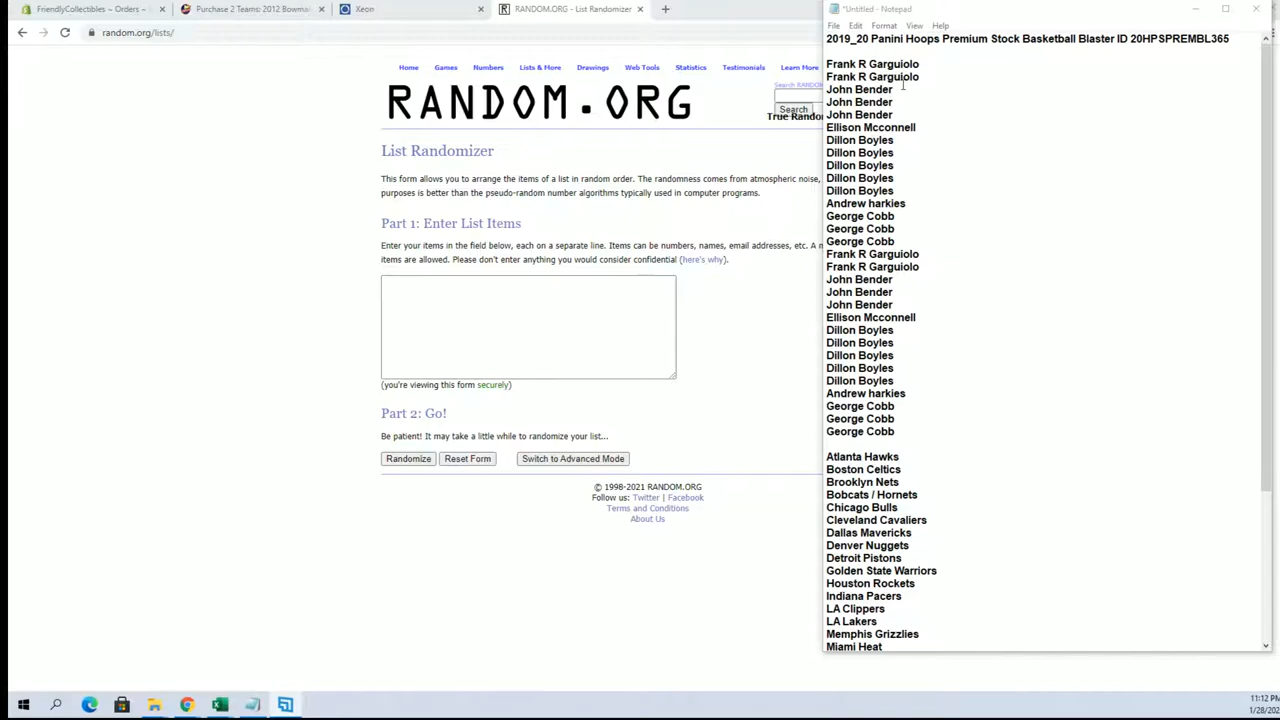 FriendlyCollectibles ~ Orders ~
Purchase 2 Teams: 2012 Bowma
Xeon
RANDOM.ORG - List Randomizer
random.org/lists/
Home Games Numbers Lists & More Drawings Web Tools Statistics Testimonials Learn More
Search RANDOM
RANDOM.ORG
Search
True Rando
List Randomizer
This form allows you to arrange the items of a list in random order. The randomness comes from atmospheric noise,
purposes is better than the pseudo-random number algorithms typically used in computer programs.
Part 1: Enter List Items
Enter your items in the field below, each on a separate line. Items can be numbers, names, email addresses, etc. A m
items are allowed. Please don't enter anything you would consider confidential (here's why).
(you're viewing this form securely)
Part 2: Go!
Be patient! It may take a little while to randomize your list...
Randomize Reset Form Switch to Advanced Mode
© 1998-2021 RANDOM.ORG
Follow us: Twitter | Facebook
Terms and Conditions
About Us
*Untitled - Notepad
File Edit Format View Help
2019_20 Panini Hoops Premium Stock Basketball Blaster ID 20HPSPREMBL365
Frank R Garguiolo
Frank R Garguiolo
John Bender
John Bender
John Bender
Ellison Mcconnell
Dillon Boyles
Dillon Boyles
Dillon Boyles
Dillon Boyles
Dillon Boyles
Andrew harkies
George Cobb
George Cobb
George Cobb
Frank R Garguiolo
Frank R Garguiolo
John Bender
John Bender
John Bender
Ellison Mcconnell
Dillon Boyles
Dillon Boyles
Dillon Boyles
Dillon Boyles
Dillon Boyles
Andrew harkies
George Cobb
George Cobb
George Cobb
Atlanta Hawks
Boston Celtics
Brooklyn Nets
Bobcats / Hornets
Chicago Bulls
Cleveland Cavaliers
Dallas Mavericks
Denver Nuggets
Detroit Pistons
Golden State Warriors
Houston Rockets
Indiana Pacers
LA Clippers
LA Lakers
Memphis Grizzlies
Miami Heat
11:12 PM
1/28/202